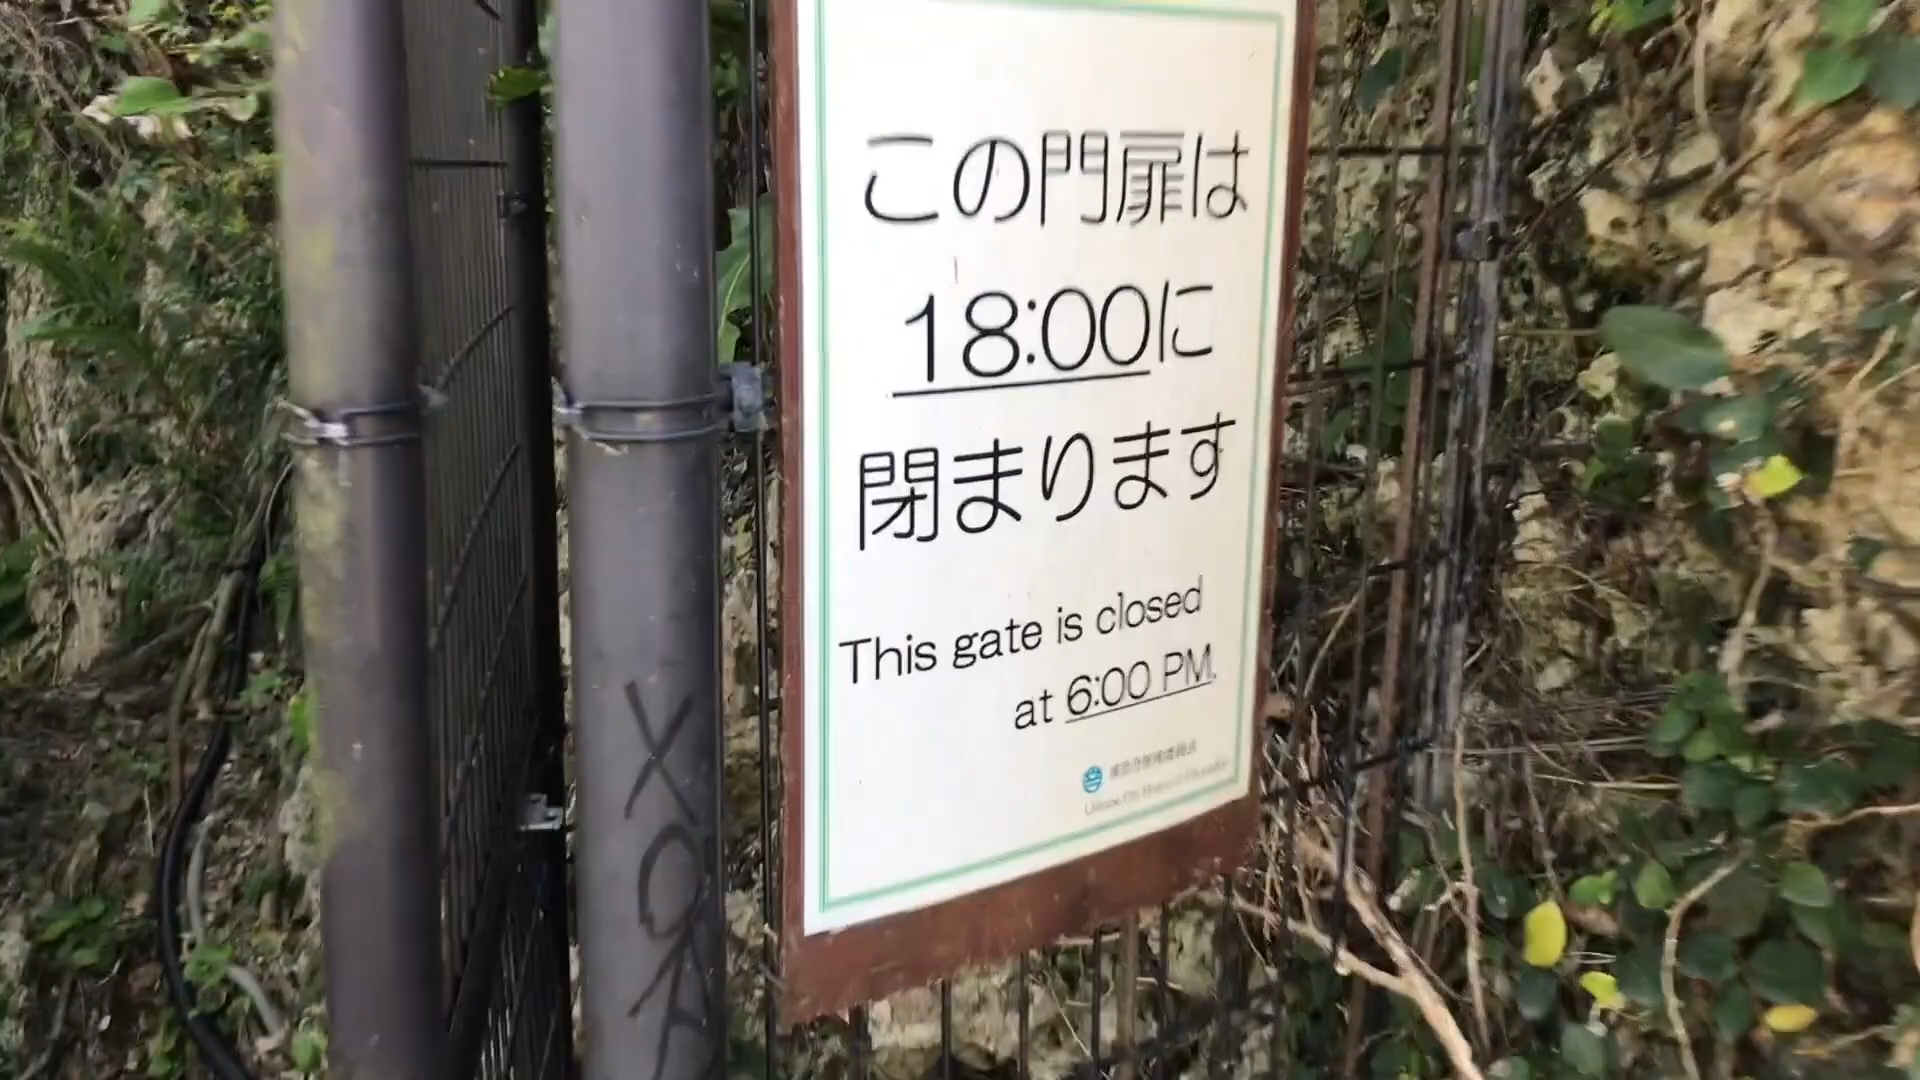 この門扉は
18:00に
閉まります
This gate is closed
at 6:00 PM.
XOA